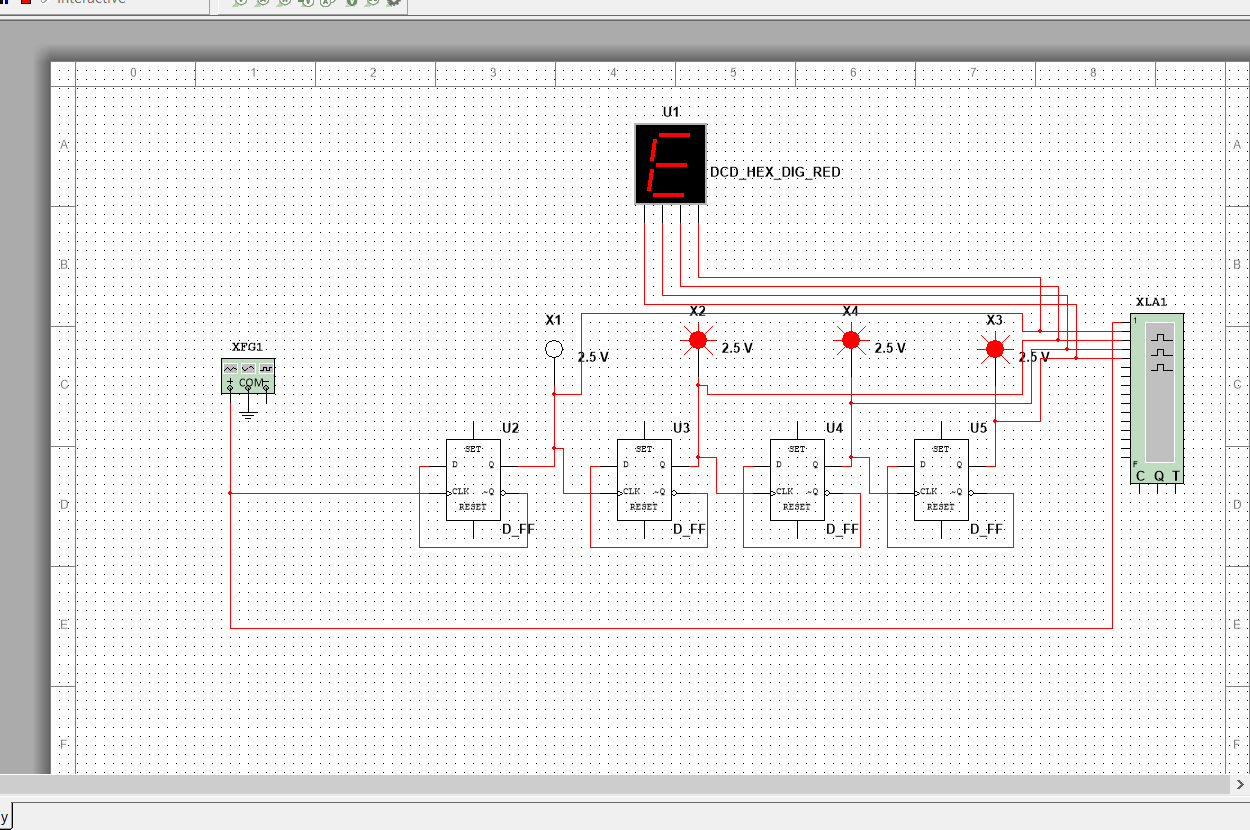 Interactive
0 1 2 3 4 5 6 7 8
U1
A A
DCD_HEX_DIG_RED
B B
XLA1
X1 X2 X4 X3
1
XFG1
2.5 V 2.5 V 2.5 V 2.5 V
+ COM -
C C
U2 U3 U4 U5
SET SET SET SET
D Q D Q D Q D Q
F
C Q T
CLK ~Q CLK ~Q CLK ~Q CLK ~Q
D D
RESET RESET RESET RESET
D_FF D_FF D_FF D_FF
E E
F F
y